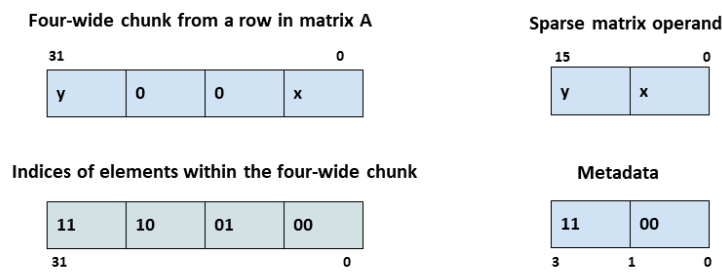 Four-wide chunk from a row in matrix A
31 0
y 0 0 x
Sparse matrix operand
15 0
y x
Indices of elements within the four-wide chunk
11 10 01 00
31 0
Metadata
11 00
3 1 0